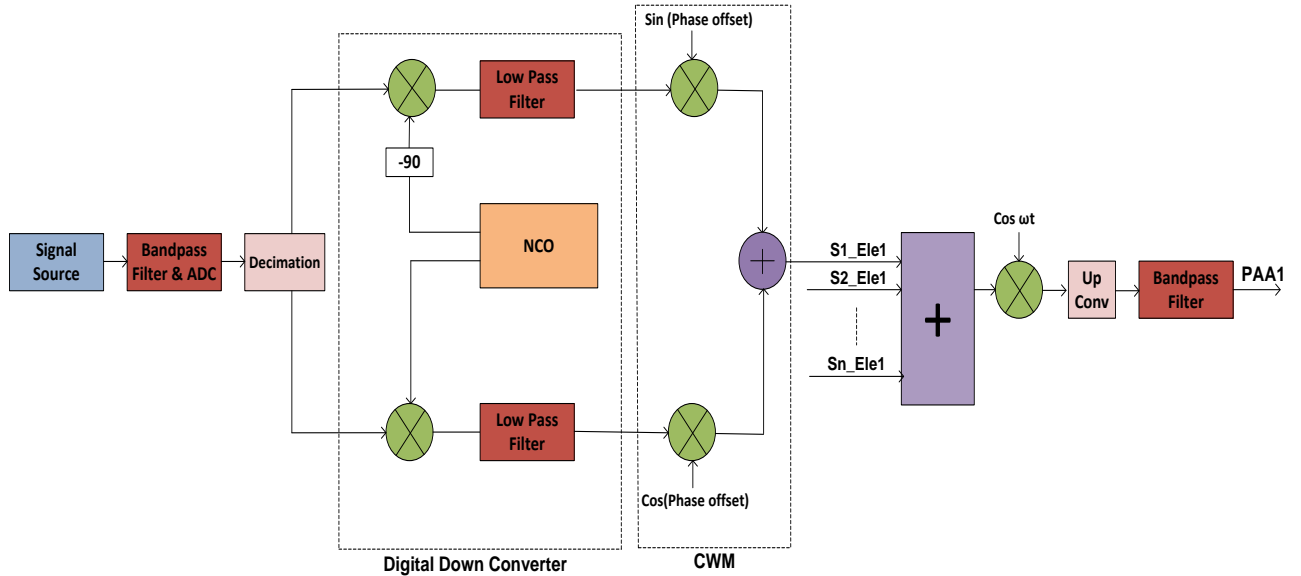 Signal
Source
Bandpass
Filter & ADC
Decimation
Low Pass
Filter
-90
NCO
Low Pass
Filter
Digital Down Converter
Sin (Phase offset)
+
Cos(Phase offset)
CWM
S1_Ele1
S2_Ele1
Sn_Ele1
+
Cos ωt
Up
Conv
Bandpass
Filter
PAA1